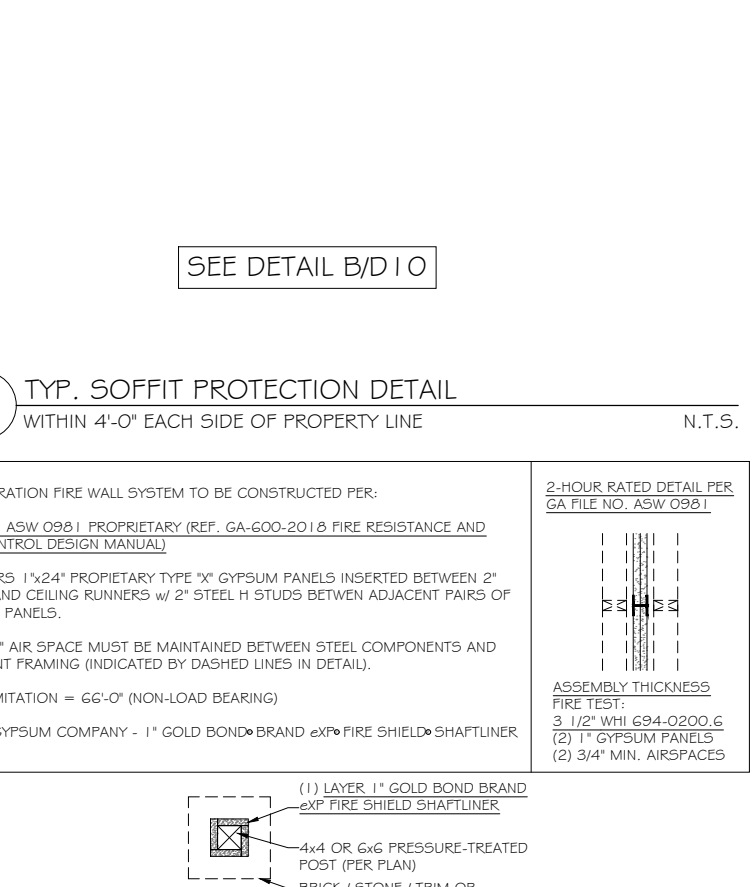 SEE DETAIL B/D10
TYP. SOFFIT PROTECTION DETAIL
WITHIN 4'-0" EACH SIDE OF PROPERTY LINE
N.T.S.
RATION FIRE WALL SYSTEM TO BE CONSTRUCTED PER:
ASW 0981 PROPRIETARY (REF. GA-600-2018 FIRE RESISTANCE AND
NTROL DESIGN MANUAL)
RS 1"x24" PROPIETARY TYPE "X" GYPSUM PANELS INSERTED BETWEEN 2"
AND CEILING RUNNERS w/ 2" STEEL H STUDS BETWEN ADJACENT PAIRS OF
PANELS.
" AIR SPACE MUST BE MAINTAINED BETWEEN STEEL COMPONENTS AND
NT FRAMING (INDICATED BY DASHED LINES IN DETAIL).
MITATION = 66'-0" (NON-LOAD BEARING)
GYPSUM COMPANY - 1" GOLD BOND® BRAND eXP® FIRE SHIELD® SHAFTLINER
2-HOUR RATED DETAIL PER
GA FILE NO. ASW 0981
ASSEMBLY THICKNESS
FIRE TEST:
3 1/2" WHI 694-0200.6
(2) 1" GYPSUM PANELS
(2) 3/4" MIN. AIRSPACES
(1) LAYER 1" GOLD BOND BRAND
eXP FIRE SHIELD SHAFTLINER
4x4 OR 6x6 PRESSURE-TREATED
POST (PER PLAN)
BRICK / STONE / TRIM OR